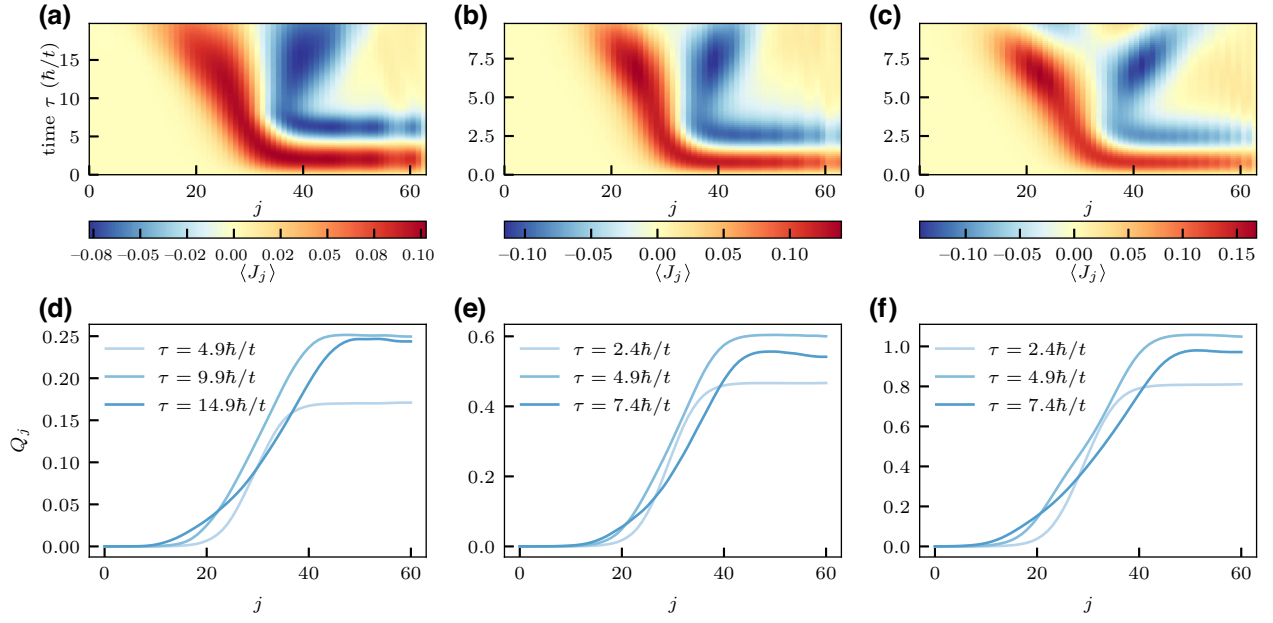 (a)
time τ (ħ/t)
15
10
5
0
0 20 40 60
j
−0.08 −0.05 −0.02 0.00 0.02 0.05 0.08 0.10
⟨J_j⟩
(b)
7.5
5.0
2.5
0.0
0 20 40 60
j
−0.10 −0.05 0.00 0.05 0.10
⟨J_j⟩
(c)
7.5
5.0
2.5
0.0
0 20 40 60
j
−0.10 −0.05 0.00 0.05 0.10 0.15
⟨J_j⟩
(d)
Q_j
0.25
0.20
0.15
0.10
0.05
0.00
τ = 4.9ħ/t
τ = 9.9ħ/t
τ = 14.9ħ/t
0 20 40 60
j
(e)
0.6
0.4
0.2
0.0
τ = 2.4ħ/t
τ = 4.9ħ/t
τ = 7.4ħ/t
0 20 40 60
j
(f)
1.0
0.8
0.6
0.4
0.2
0.0
τ = 2.4ħ/t
τ = 4.9ħ/t
τ = 7.4ħ/t
0 20 40 60
j